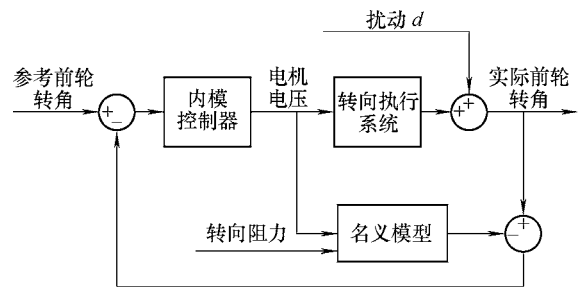 扰动 d
参考前轮
转角
+
−
内模
控制器
电机
电压
转向执行
系统
+
+
实际前轮
转角
转向阻力
名义模型
−
+